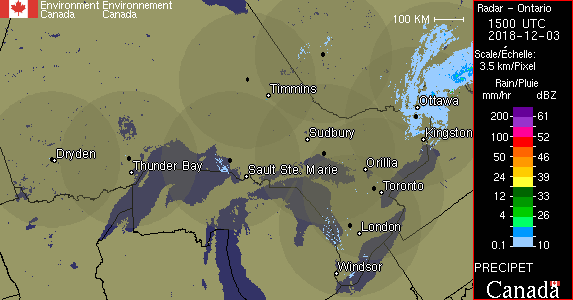 Environment Environnement
Canada Canada
100 KM
Radar - Ontario
1500 UTC
2018-12-03
Scale/Échelle:
3.5 km/Pixel
Rain/Pluie
mm/hr dBZ
200 61
100 52
50 46
24 39
12 33
4 26
0.1 10
PRECIPET
Canada
Timmins
Ottawa
Sudbury
Kingston
Dryden
Thunder Bay
Sault Ste. Marie
Orillia
Toronto
London
Windsor